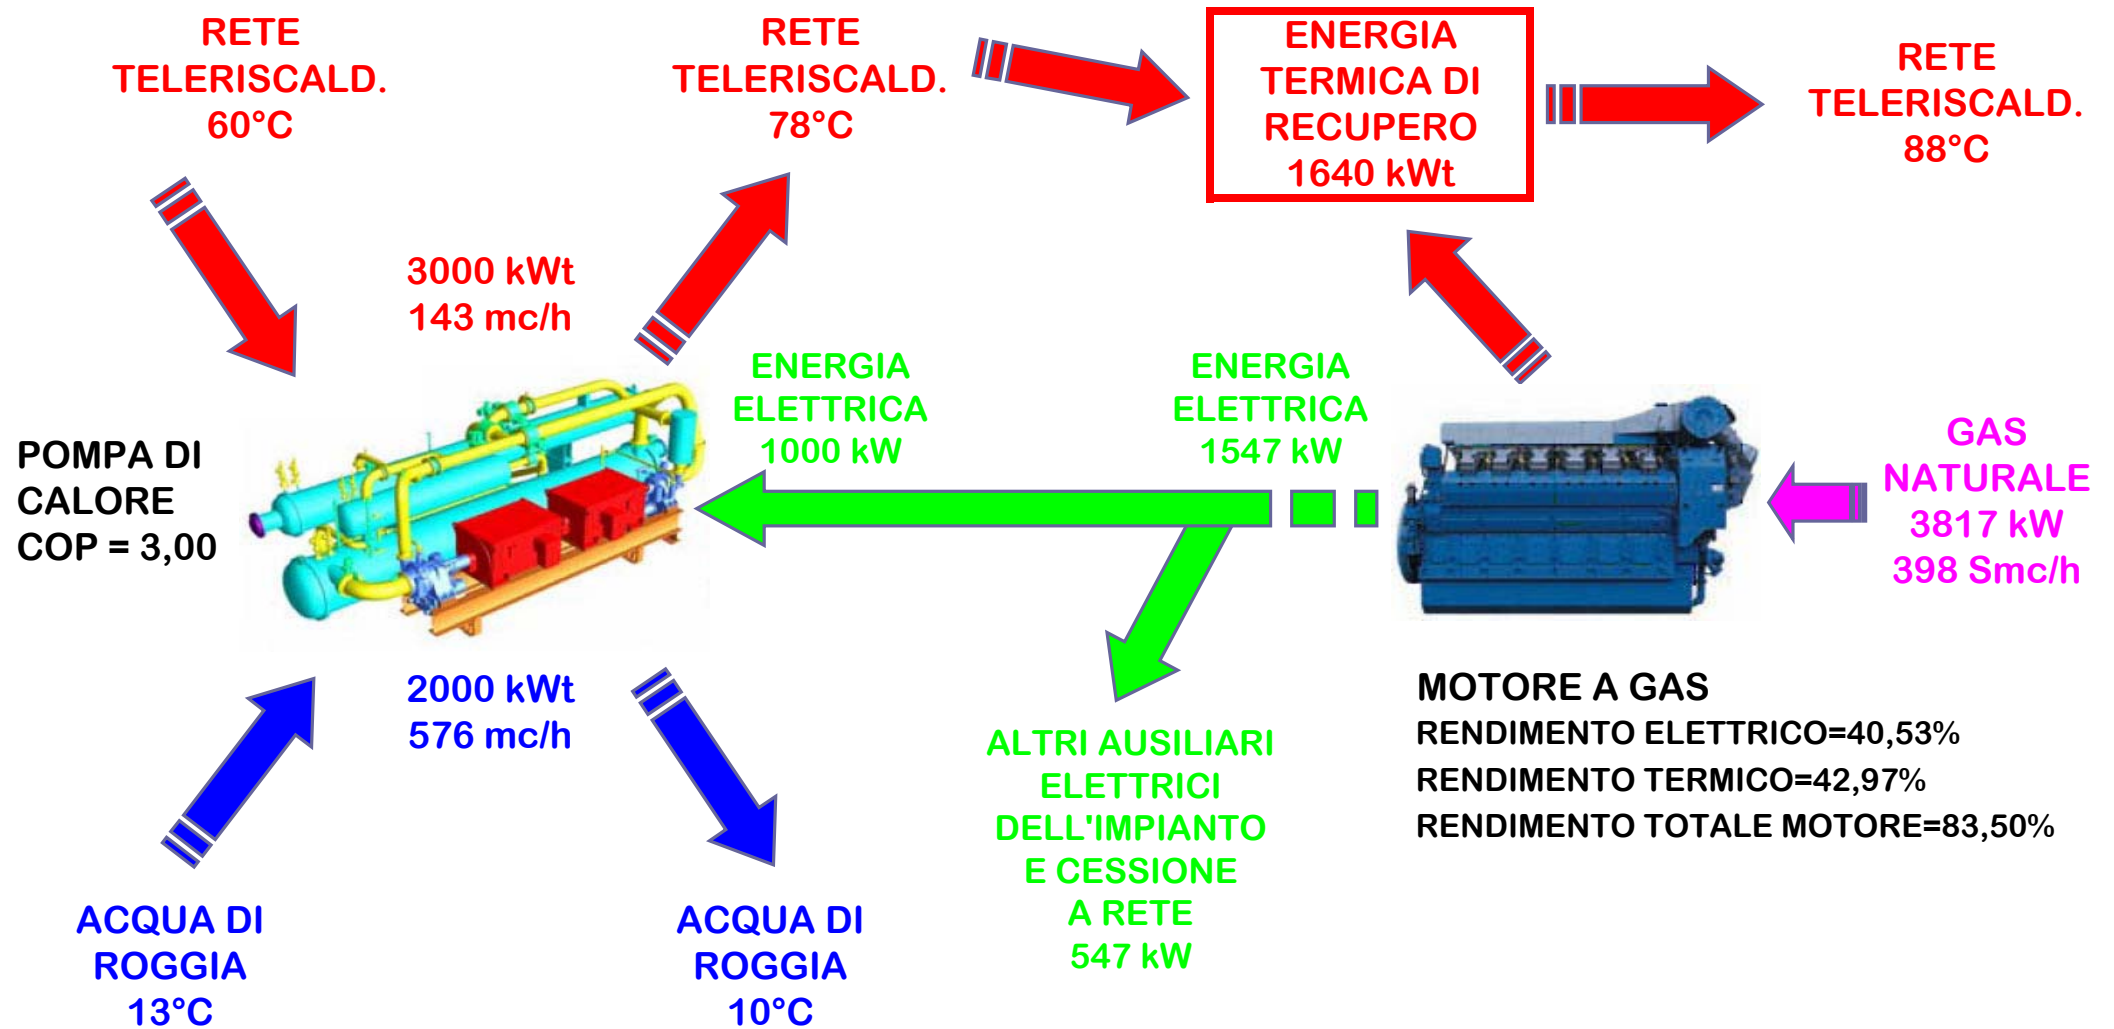 RETE
TELERISCALD.
60°C
RETE
TELERISCALD.
78°C
ENERGIA
TERMICA DI
RECUPERO
1640 kWt
RETE
TELERISCALD.
88°C
3000 kWt
143 mc/h
ENERGIA
ELETTRICA
1000 kW
ENERGIA
ELETTRICA
1547 kW
POMPA DI
CALORE
COP = 3,00
GAS
NATURALE
3817 kW
398 Smc/h
2000 kWt
576 mc/h
MOTORE A GAS
RENDIMENTO ELETTRICO=40,53%
RENDIMENTO TERMICO=42,97%
RENDIMENTO TOTALE MOTORE=83,50%
ALTRI AUSILIARI
ELETTRICI
DELL'IMPIANTO
E CESSIONE
A RETE
547 kW
ACQUA DI
ROGGIA
13°C
ACQUA DI
ROGGIA
10°C